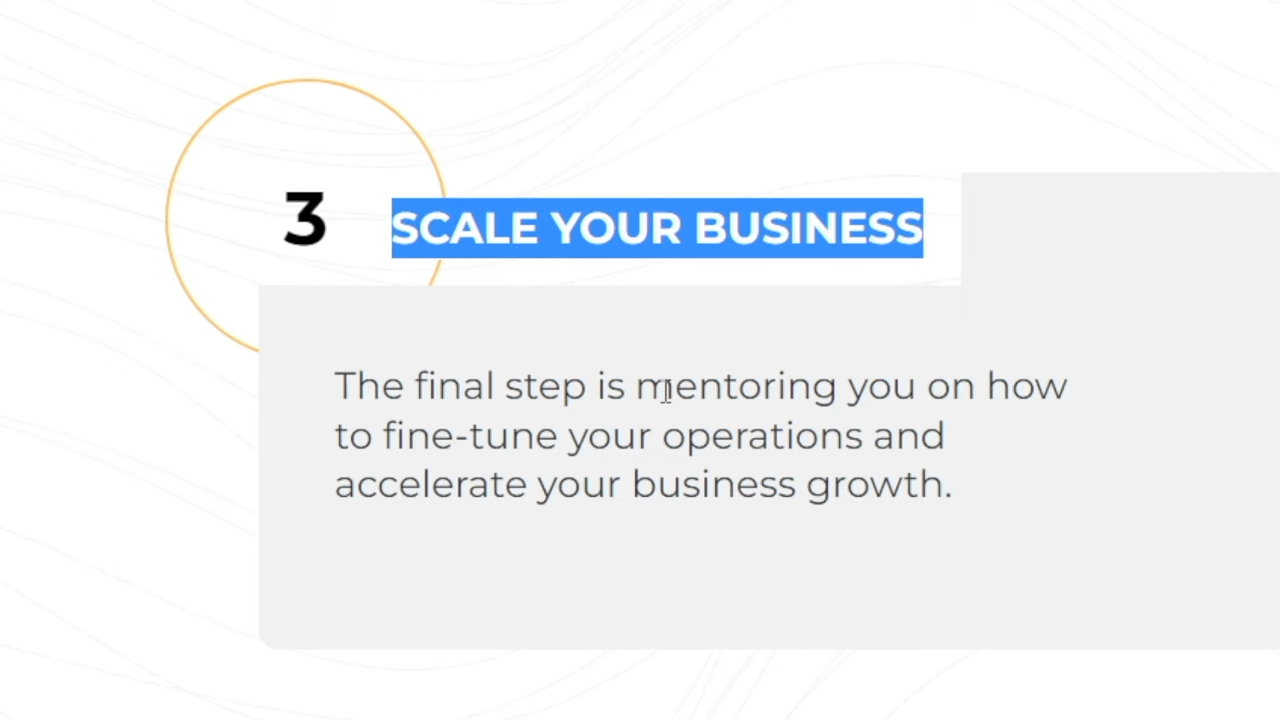 3
SCALE YOUR BUSINESS
The final step is mentoring you on how
to fine-tune your operations and
accelerate your business growth.